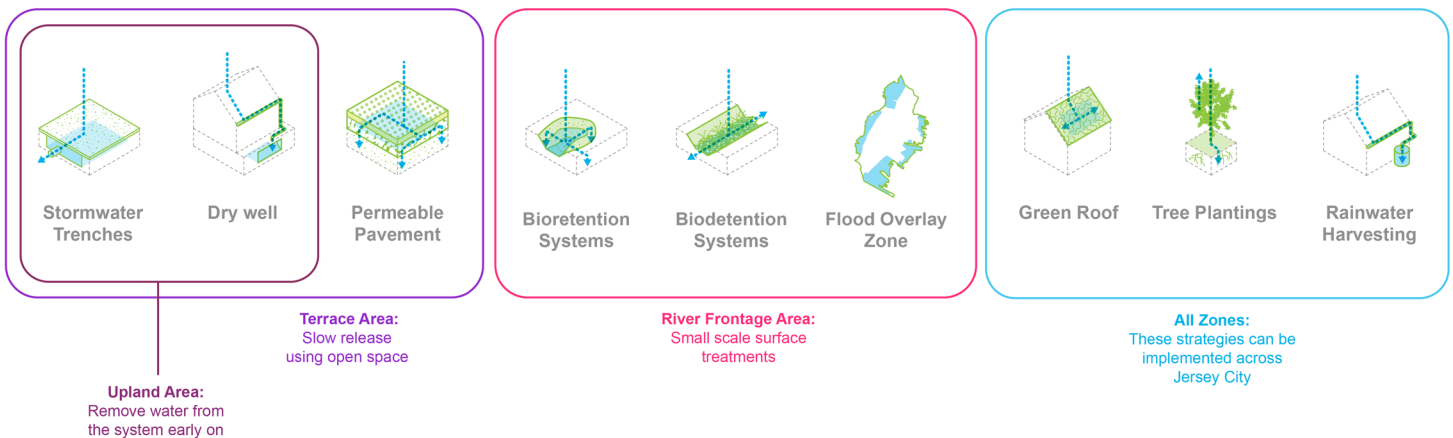 Stormwater
Trenches
Dry well
Permeable
Pavement
Bioretention
Systems
Biodetention
Systems
Flood Overlay
Zone
Green Roof
Tree Plantings
Rainwater
Harvesting
Terrace Area:
Slow release
using open space
River Frontage Area:
Small scale surface
treatments
All Zones:
These strategies can be
implemented across
Jersey City
Upland Area:
Remove water from
the system early on